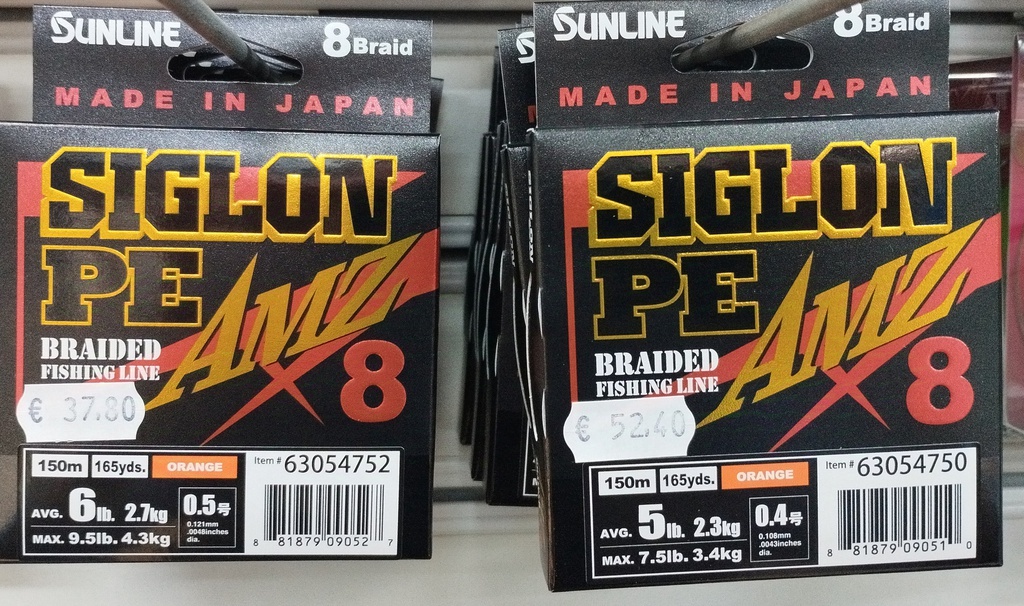 SUNLINE
8 Braid
MADE IN JAPAN
SIGLON
PE AMZ
BRAIDED
FISHING LINE
×8
€ 37.80
150m 165yds. ORANGE
AVG. 6lb. 2.7kg
MAX. 9.5lb. 4.3kg
0.5号
0.121mm
.0048inches
dia.
Item # 63054752
8 81879 09052 7
SUNLINE
8 Braid
MADE IN JAPAN
SIGLON
PE AMZ
BRAIDED
FISHING LINE
×8
€ 52.40
150m 165yds. ORANGE
AVG. 5lb. 2.3kg
MAX. 7.5lb. 3.4kg
0.4号
0.108mm
.0043inches
dia.
Item # 63054750
8 81879 09051 0